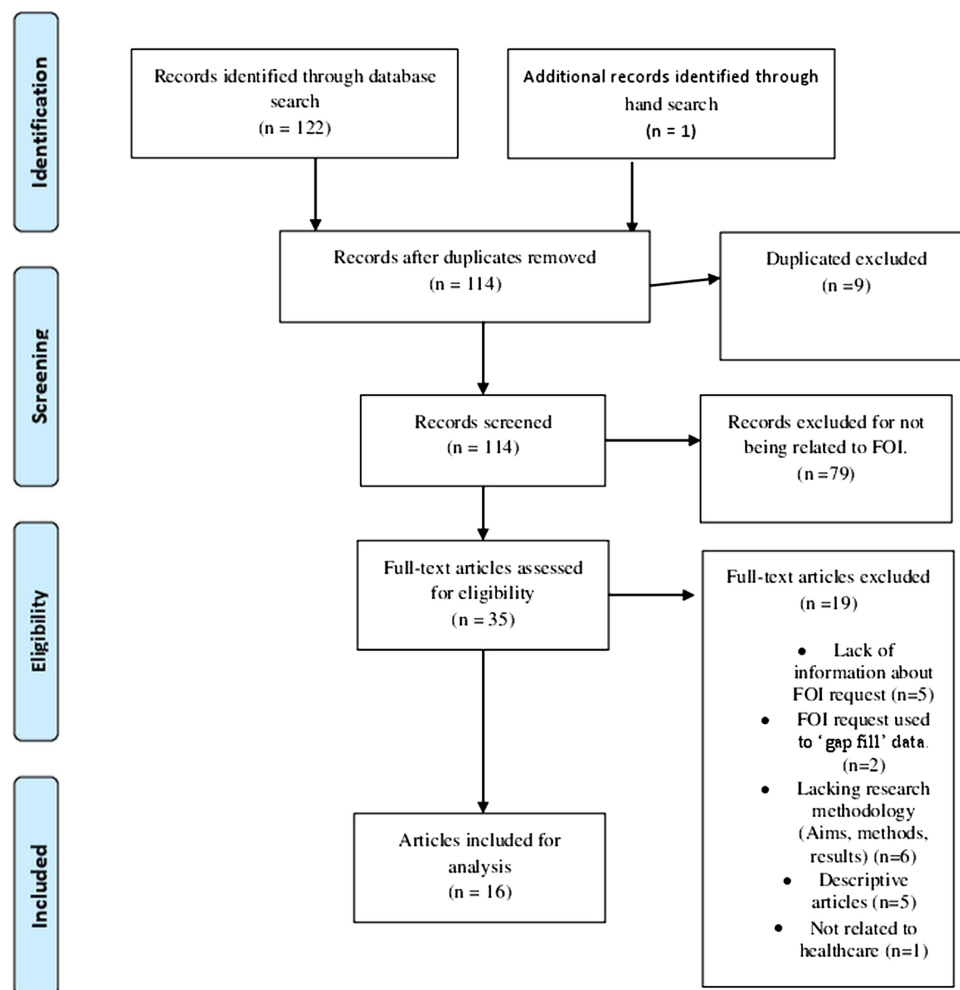 Identification
Records identified through database
search
(n = 122)
Additional records identified through
hand search
(n = 1)
Records after duplicates removed
(n = 114)
Duplicated excluded
(n =9)
Screening
Records screened
(n = 114)
Records excluded for not
being related to FOI.
(n =79)
Eligibility
Full-text articles assessed
for eligibility
(n = 35)
Full-text articles excluded
(n =19)
• Lack of
information about
FOI request (n=5)
• FOI request used
to ‘gap fill’ data.
(n=2)
• Lacking research
methodology
(Aims, methods,
results) (n=6)
• Descriptive
articles (n=5)
• Not related to
healthcare (n=1)
Included
Articles included for
analysis
(n = 16)